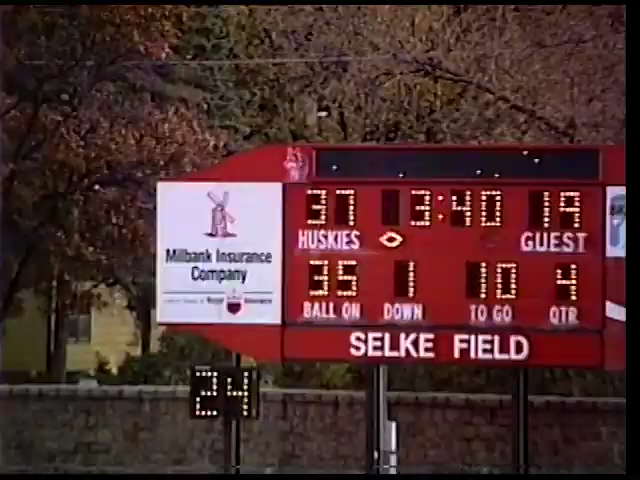 37 3:40 19
HUSKIES GUEST
Milbank Insurance
Company
35 1 10 4
BALL ON DOWN TO GO QTR
SELKE FIELD
24